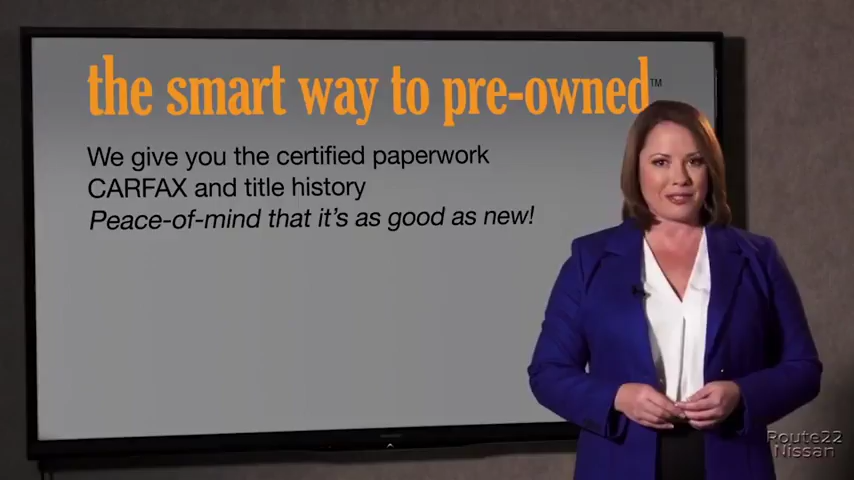 the smart way to pre-owned™
We give you the certified paperwork
CARFAX and title history
Peace-of-mind that it's as good as new!
Route22
Nissan